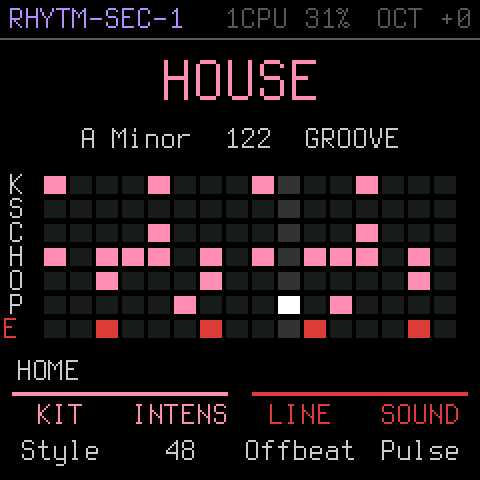 RHYTM-SEC-1 1CPU 31% OCT +0
HOUSE
A Minor 122 GROOVE
K
S
C
H
O
P
E
HOME
KIT INTENS LINE SOUND
Style 48 Offbeat Pulse